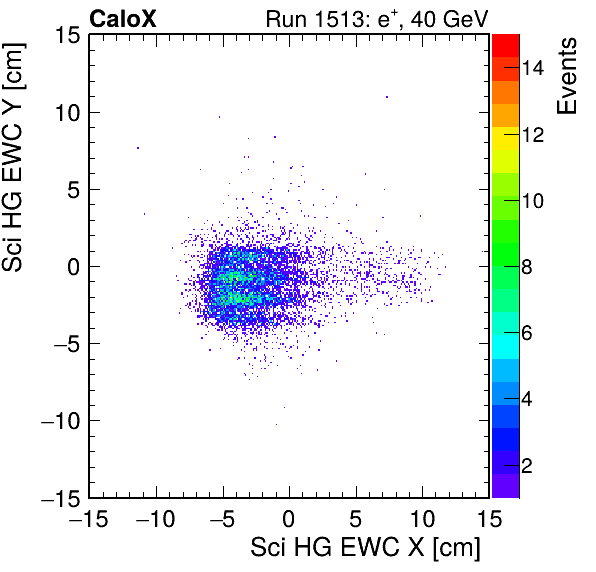 CaloX
Run 1513: e+, 40 GeV
Sci HG EWC Y [cm]
15
10
5
0
−5
−10
−15
−15 −10 −5 0 5 10 15
Sci HG EWC X [cm]
Events
14
12
10
8
6
4
2